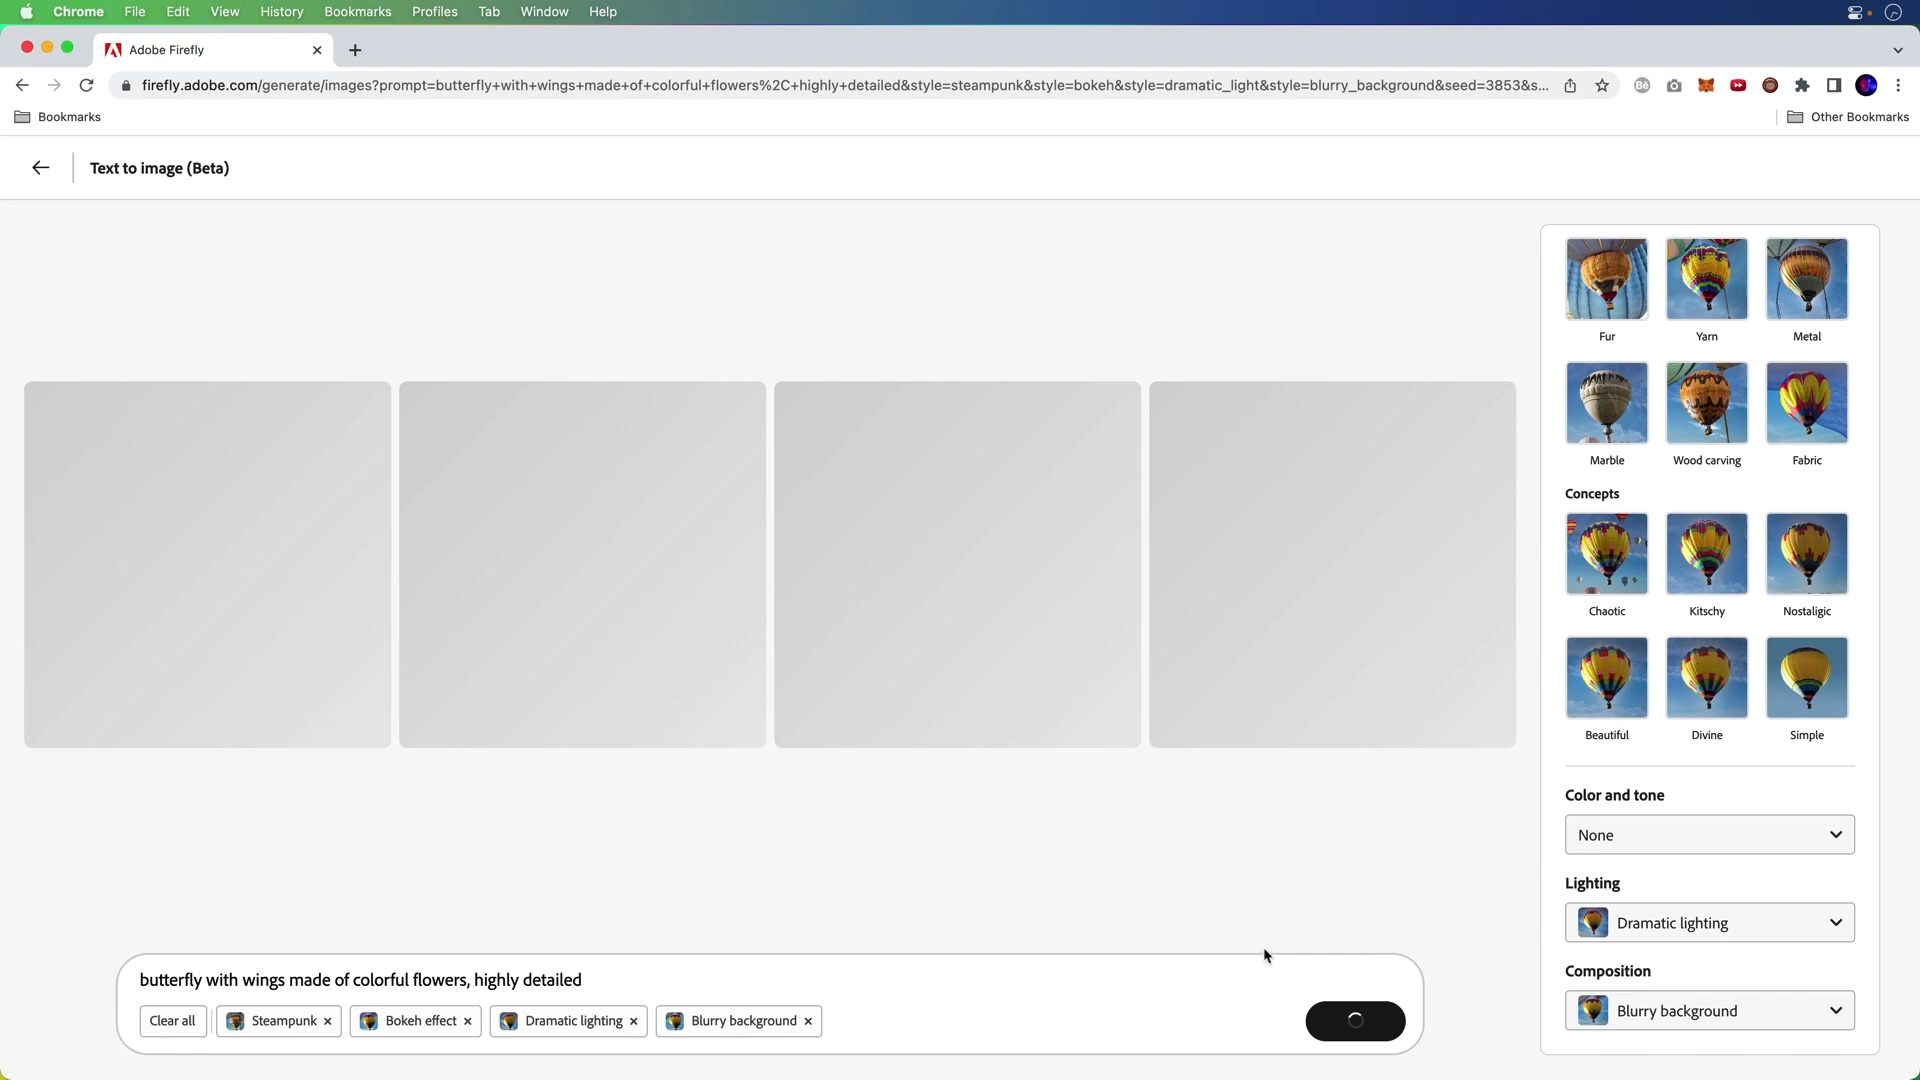 Chrome File Edit View History Bookmarks Profiles Tab Window Help
Adobe Firefly
firefly.adobe.com/generate/images?prompt=butterfly+with+wings+made+of+colorful+flowers%2C+highly+detailed&style=steampunk&style=bokeh&style=dramatic_light&style=blurry_background&seed=3853&s...
Bookmarks
Other Bookmarks
Text to image (Beta)
Fur Yarn Metal
Marble Wood carving Fabric
Concepts
Chaotic Kitschy Nostaligic
Beautiful Divine Simple
Color and tone
None
Lighting
Dramatic lighting
Composition
Blurry background
butterfly with wings made of colorful flowers, highly detailed
Clear all Steampunk Bokeh effect Dramatic lighting Blurry background